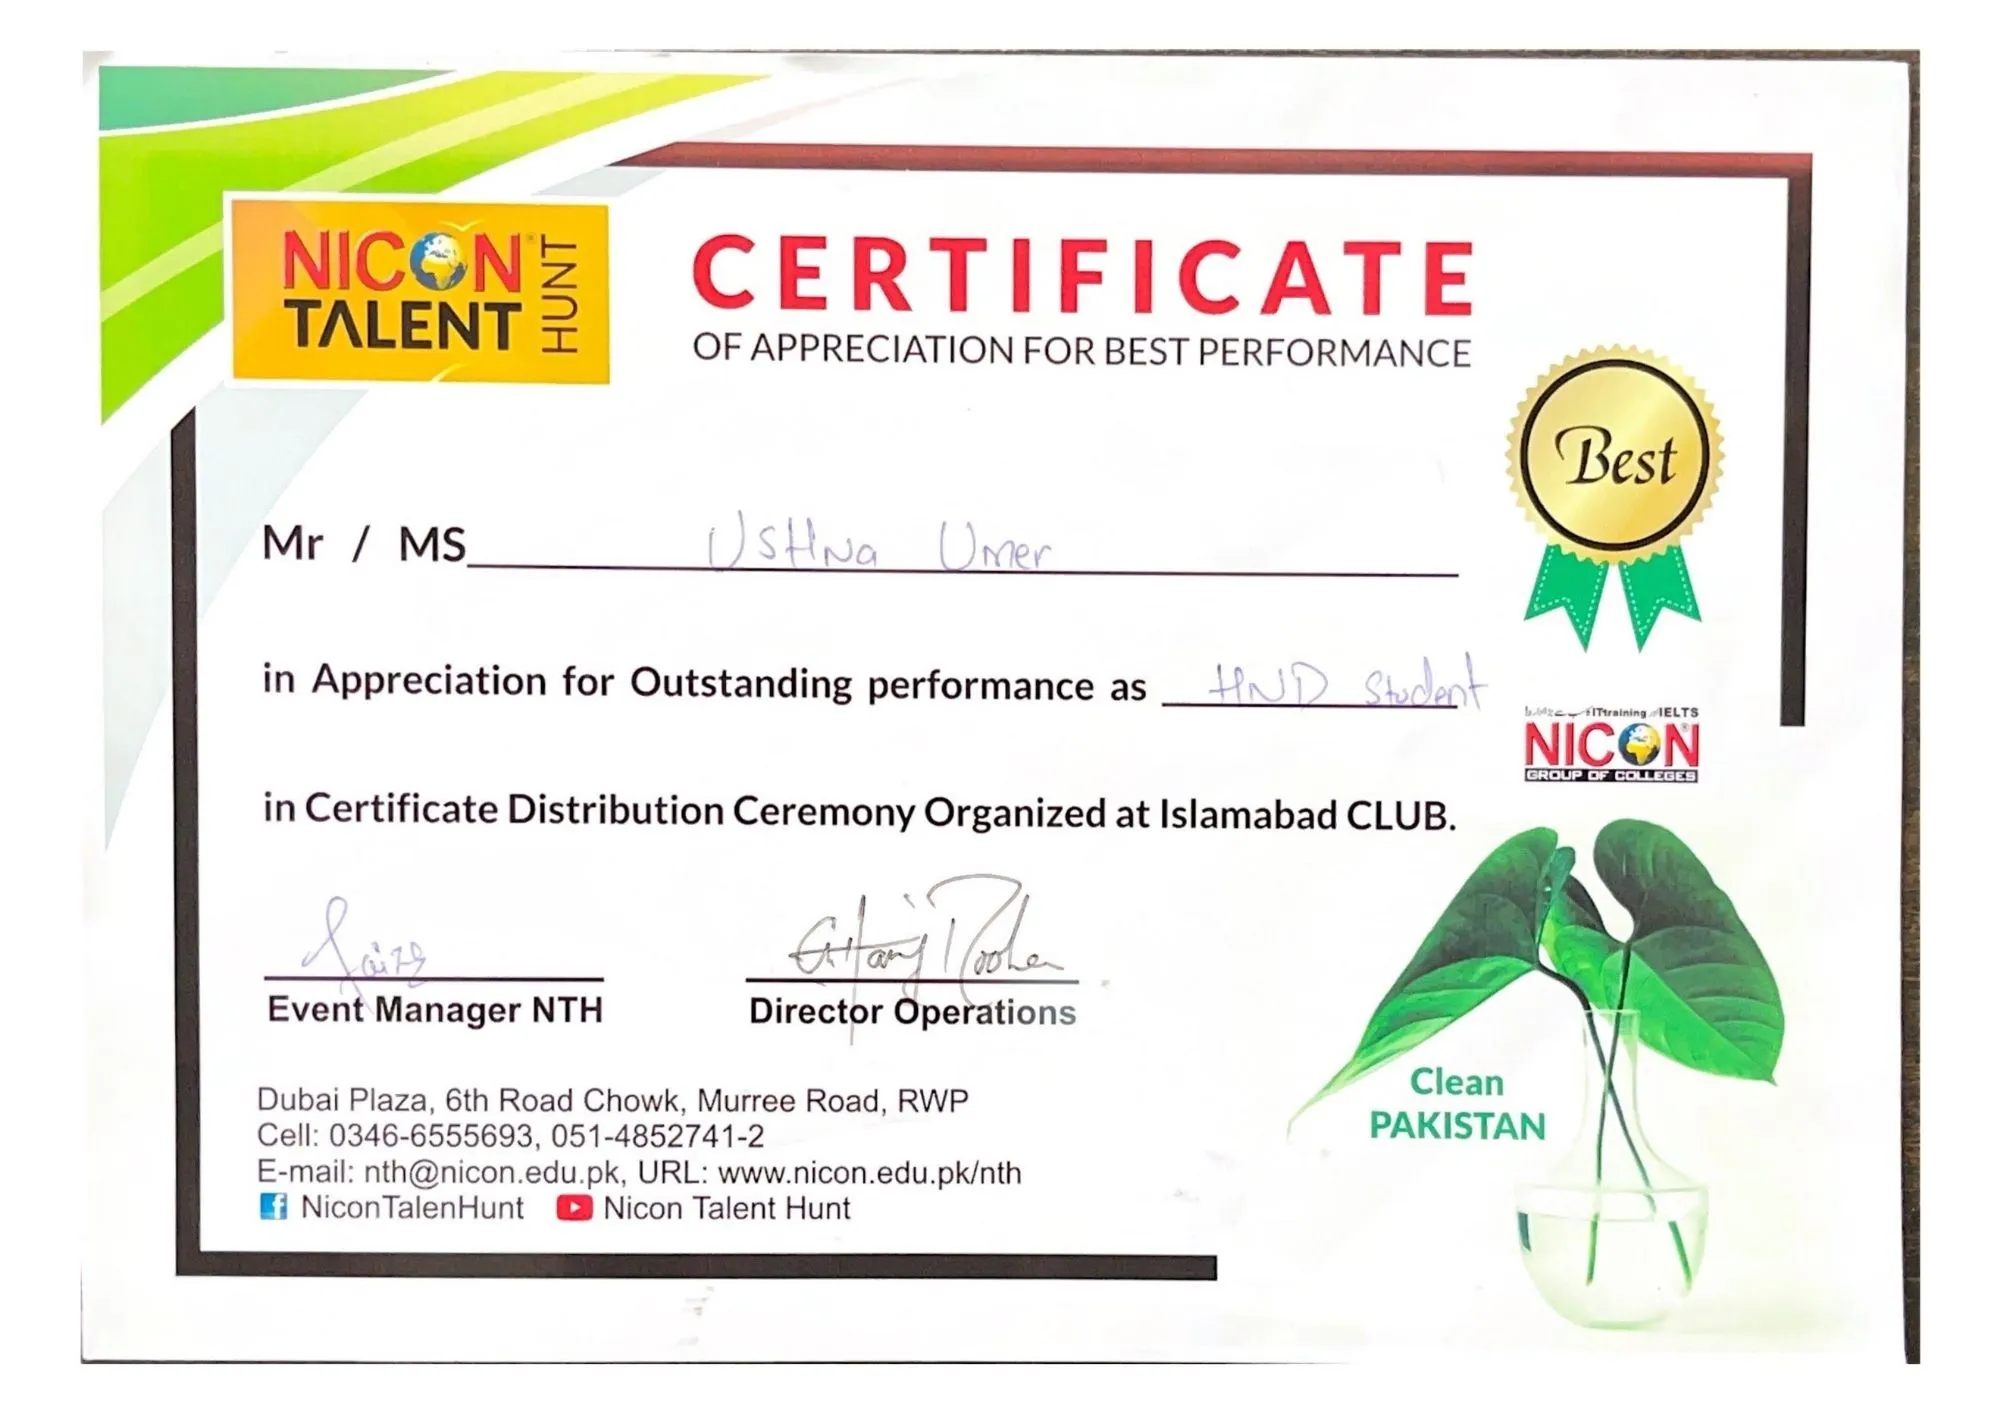 NICON TALENT HUNT
CERTIFICATE
OF APPRECIATION FOR BEST PERFORMANCE
Best
Mr / MS USHNa Umer
in Appreciation for Outstanding performance as HND Student
ITtraining IELTS
NICON
GROUP OF COLLEGES
in Certificate Distribution Ceremony Organized at Islamabad CLUB.
Event Manager NTH
Director Operations
Clean
PAKISTAN
Dubai Plaza, 6th Road Chowk, Murree Road, RWP
Cell: 0346-6555693, 051-4852741-2
E-mail: nth@nicon.edu.pk, URL: www.nicon.edu.pk/nth
NiconTalenHunt Nicon Talent Hunt